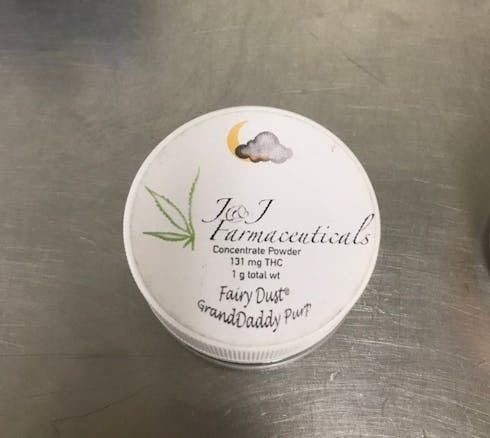 J&J
Farmaceuticals
Concentrate Powder
131 mg THC
1 g total wt
Fairy Dust®
GrandDaddy Purp